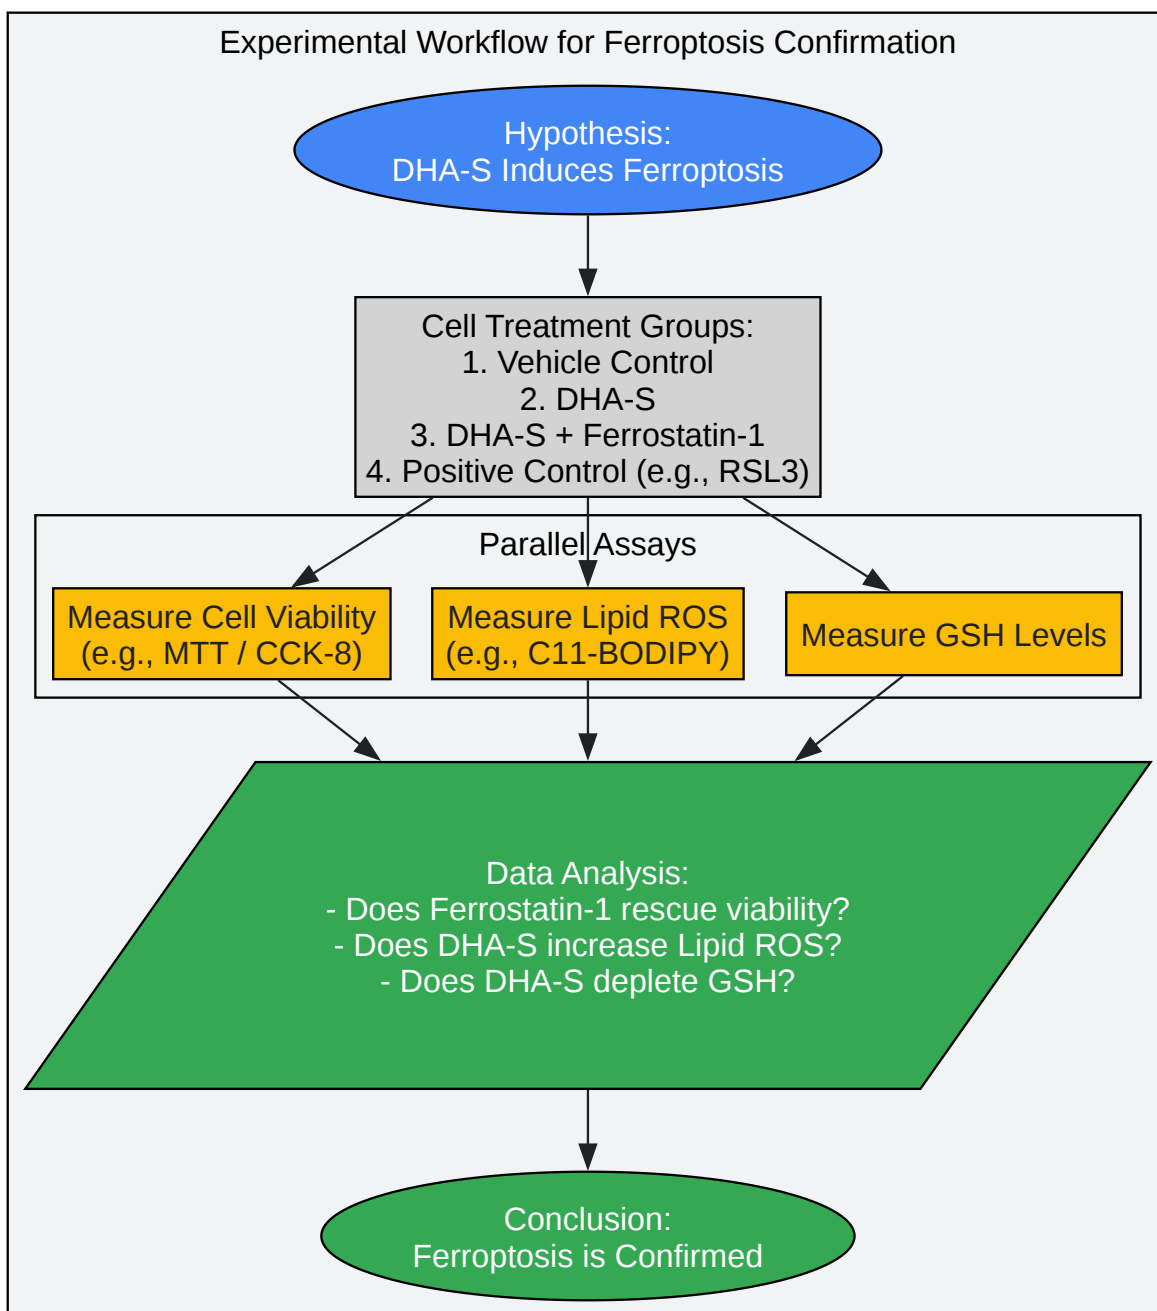 Experimental Workflow for Ferroptosis Confirmation
Hypothesis:
DHA-S Induces Ferroptosis
Cell Treatment Groups:
1. Vehicle Control
2. DHA-S
3. DHA-S + Ferrostatin-1
4. Positive Control (e.g., RSL3)
Parallel Assays
Measure Cell Viability
(e.g., MTT / CCK-8)
Measure Lipid ROS
(e.g., C11-BODIPY)
Measure GSH Levels
Data Analysis:
- Does Ferrostatin-1 rescue viability?
- Does DHA-S increase Lipid ROS?
- Does DHA-S deplete GSH?
Conclusion:
Ferroptosis is Confirmed